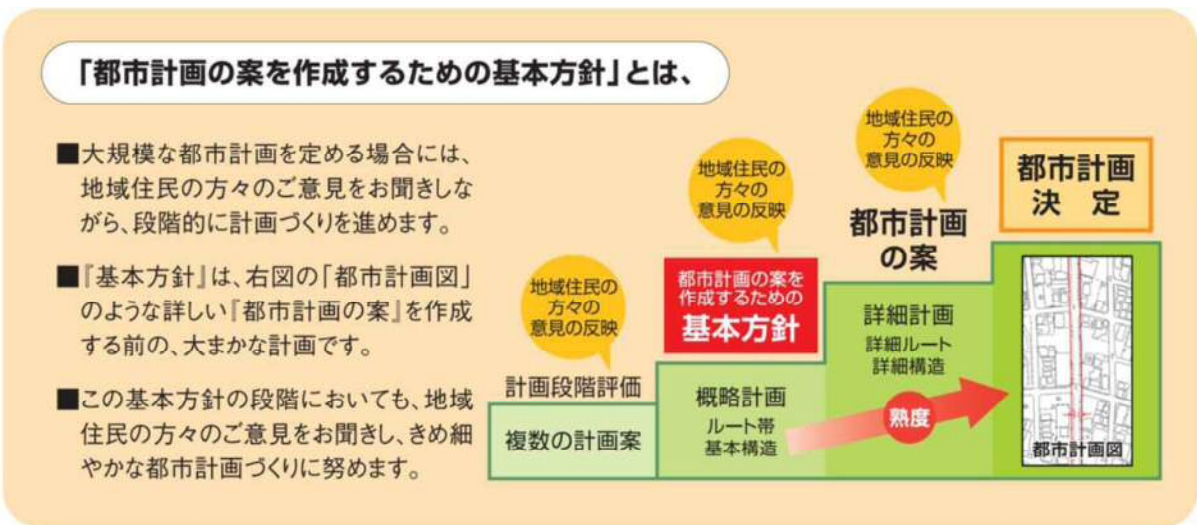 「都市計画の案を作成するための基本方針」とは、
■大規模な都市計画を定める場合には、
地域住民の方々のご意見をお聞きしな
がら、段階的に計画づくりを進めます。
■『基本方針』は、右図の「都市計画図」
のような詳しい『都市計画の案』を作成
する前の、大まかな計画です。
■この基本方針の段階においても、地域
住民の方々のご意見をお聞きし、きめ細
やかな都市計画づくりに努めます。
地域住民の
方々の
意見の反映
計画段階評価
複数の計画案
地域住民の
方々の
意見の反映
都市計画の案を
作成するための
基本方針
概略計画
ルート帯
基本構造
地域住民の
方々の
意見の反映
都市計画
の案
詳細計画
詳細ルート
詳細構造
熟度
都市計画
決 定
都市計画図